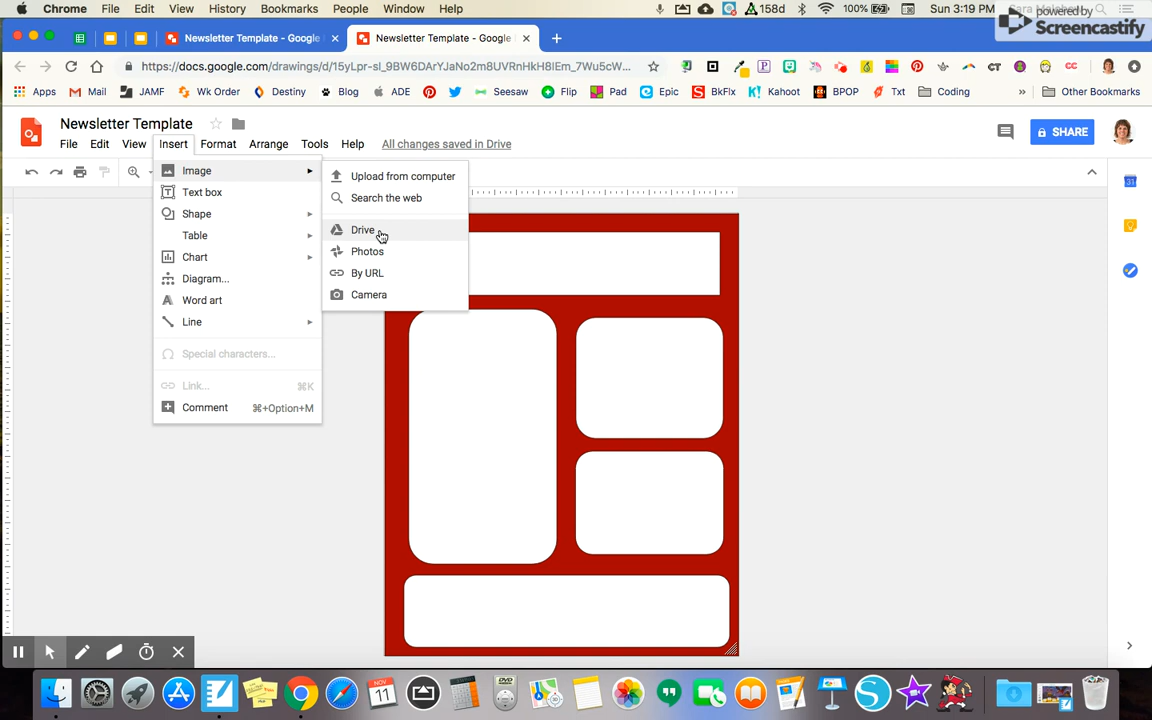 Chrome File Edit View History Bookmarks People Window Help 158d 100% Sun 3:19 PM
powered by
Screencastify
Newsletter Template - Google × Newsletter Template - Google × +
https://docs.google.com/drawings/d/15yLpr-sl_9BW6DArYJaNo2m8UVRnHkH8lEm_7Wu5cW...
Apps Mail JAMF Wk Order Destiny Blog ADE Seesaw Flip Pad Epic BkFlx Kahoot BPOP Txt Coding » Other Bookmarks
Newsletter Template
File Edit View Insert Format Arrange Tools Help All changes saved in Drive
SHARE
Image
Text box
Shape
Table
Chart
Diagram...
Word art
Line
Special characters...
Link... ⌘K
Comment ⌘+Option+M
Upload from computer
Search the web
Drive
Photos
By URL
Camera
NOV
11